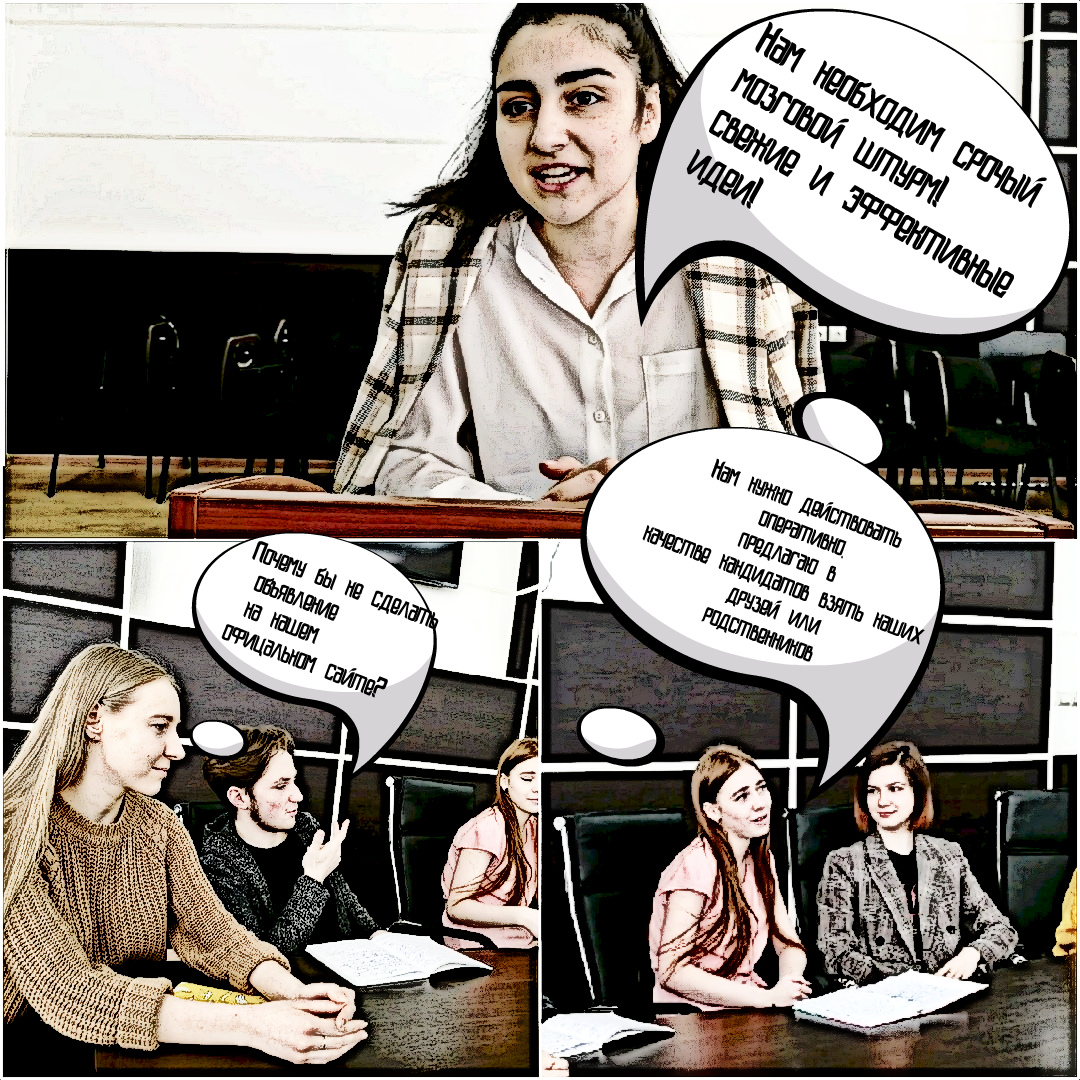 Нам необходим срочый
мозговой штурм!
свежие и эффективные
идеи!
Нам нужно действовать
оперативно,
предлагаю в
качестве кандидатов взять наших
друзей или
родственников
Почему бы не сделать
объявление
на нашем
официальном сайте?